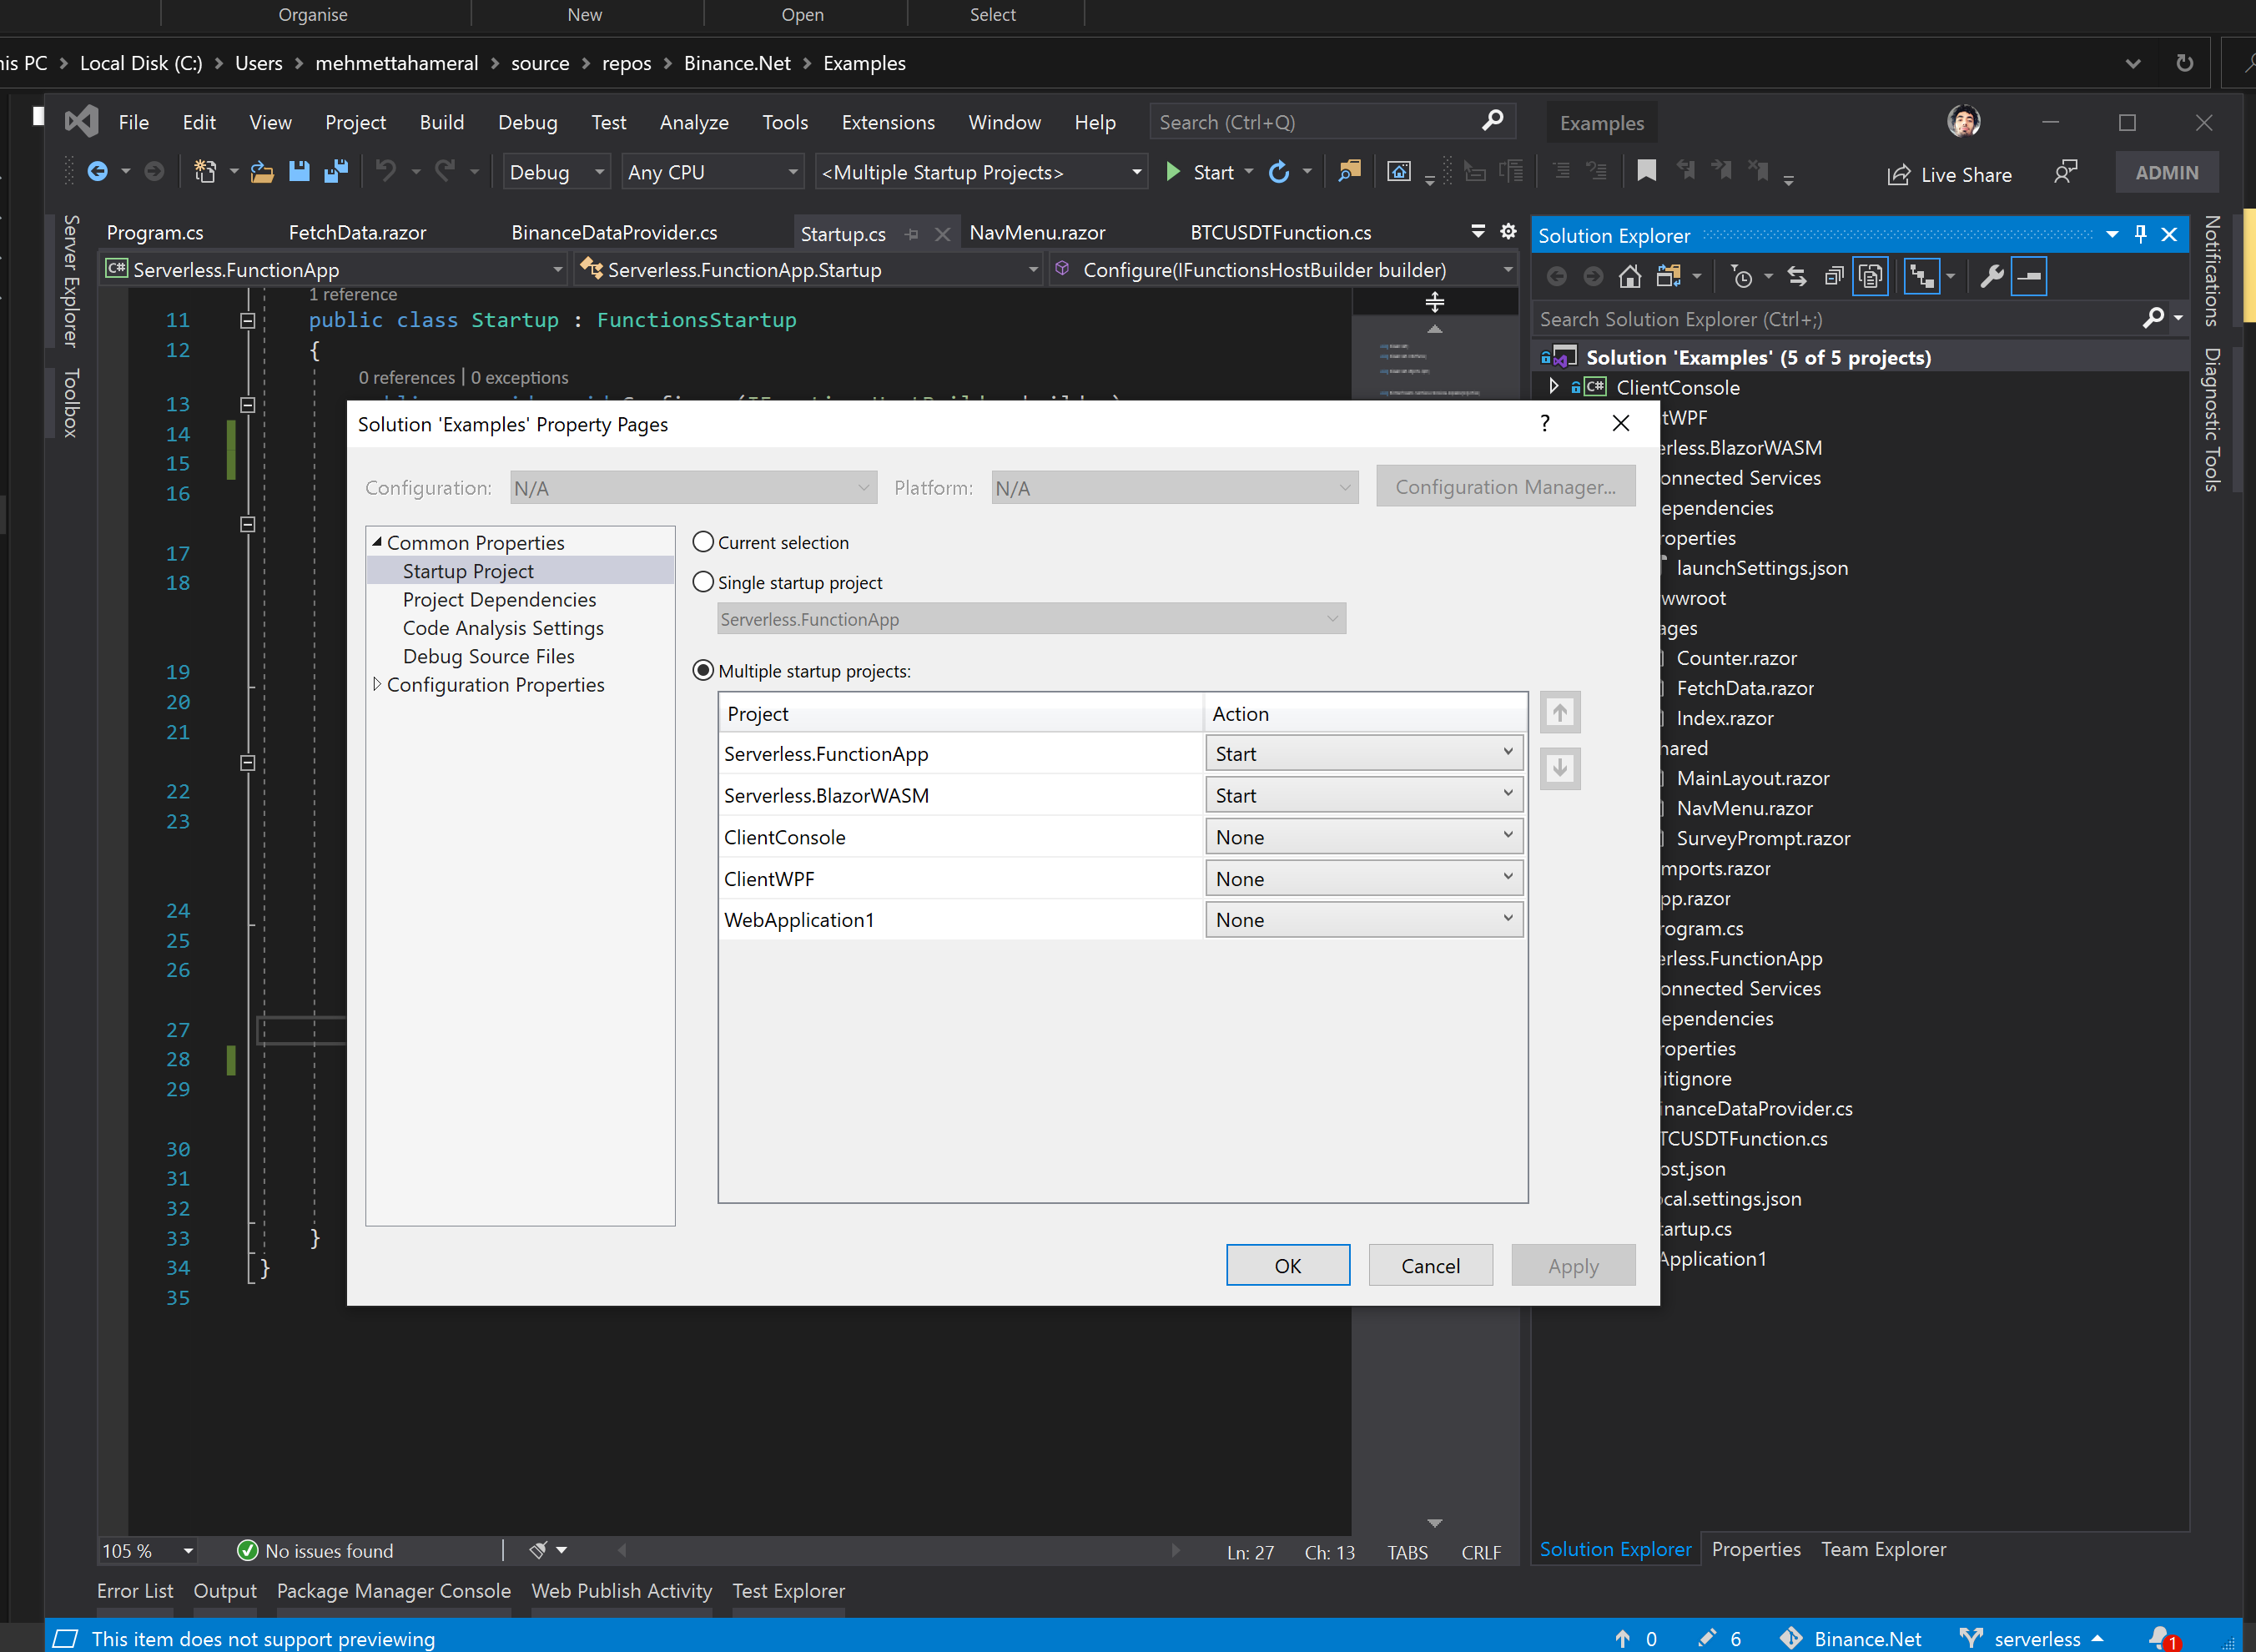 Organise New Open Select
his PC Local Disk (C:) Users mehmettahameral source repos Binance.Net Examples
File Edit View Project Build Debug Test Analyze Tools Extensions Window Help Search (Ctrl+Q) Examples
Debug Any CPU <Multiple Startup Projects> Start Live Share ADMIN
Server Explorer
Toolbox
Program.cs FetchData.razor BinanceDataProvider.cs Startup.cs NavMenu.razor BTCUSDTFunction.cs
C# Serverless.FunctionApp Serverless.FunctionApp.Startup Configure(IFunctionsHostBuilder builder)
1 reference
11 public class Startup : FunctionsStartup
12 {
0 references | 0 exceptions
13
14
15
16
17
18
19
20
21
22
23
24
25
26
27
28
29
30
31
32
33 }
34 }
35
Solution 'Examples' Property Pages ?
Configuration: N/A Platform: N/A Configuration Manager...
Common Properties
Startup Project
Project Dependencies
Code Analysis Settings
Debug Source Files
Configuration Properties
Current selection
Single startup project
Serverless.FunctionApp
Multiple startup projects:
Project Action
Serverless.FunctionApp Start
Serverless.BlazorWASM Start
ClientConsole None
ClientWPF None
WebApplication1 None
OK Cancel Apply
Solution Explorer
Search Solution Explorer (Ctrl+;)
Solution 'Examples' (5 of 5 projects)
C# ClientConsole
tWPF
erless.BlazorWASM
onnected Services
ependencies
roperties
launchSettings.json
wwroot
ages
Counter.razor
FetchData.razor
Index.razor
hared
MainLayout.razor
NavMenu.razor
SurveyPrompt.razor
mports.razor
pp.razor
rogram.cs
erless.FunctionApp
onnected Services
ependencies
roperties
itignore
inanceDataProvider.cs
TCUSDTFunction.cs
ost.json
ocal.settings.json
tartup.cs
Application1
Notifications
Diagnostic Tools
105 % No issues found Ln: 27 Ch: 13 TABS CRLF
Solution Explorer Properties Team Explorer
Error List Output Package Manager Console Web Publish Activity Test Explorer
This item does not support previewing 0 6 Binance.Net serverless 1